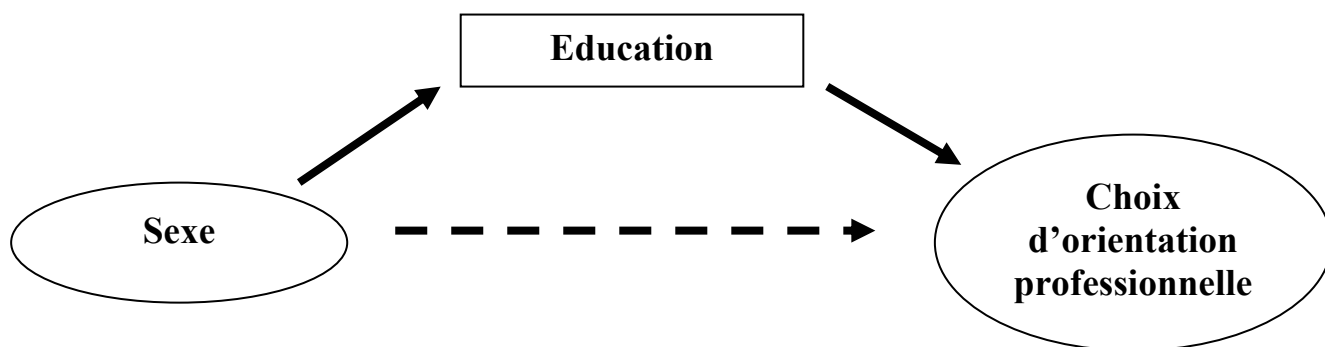 Education
Sexe
Choix
d’orientation
professionnelle